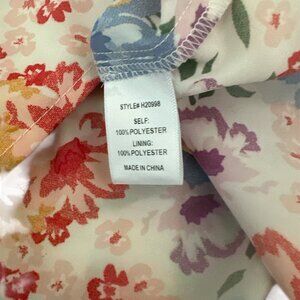 STYLE# H20998
SELF:
100% POLYESTER
LINING:
100% POLYESTER
MADE IN CHINA